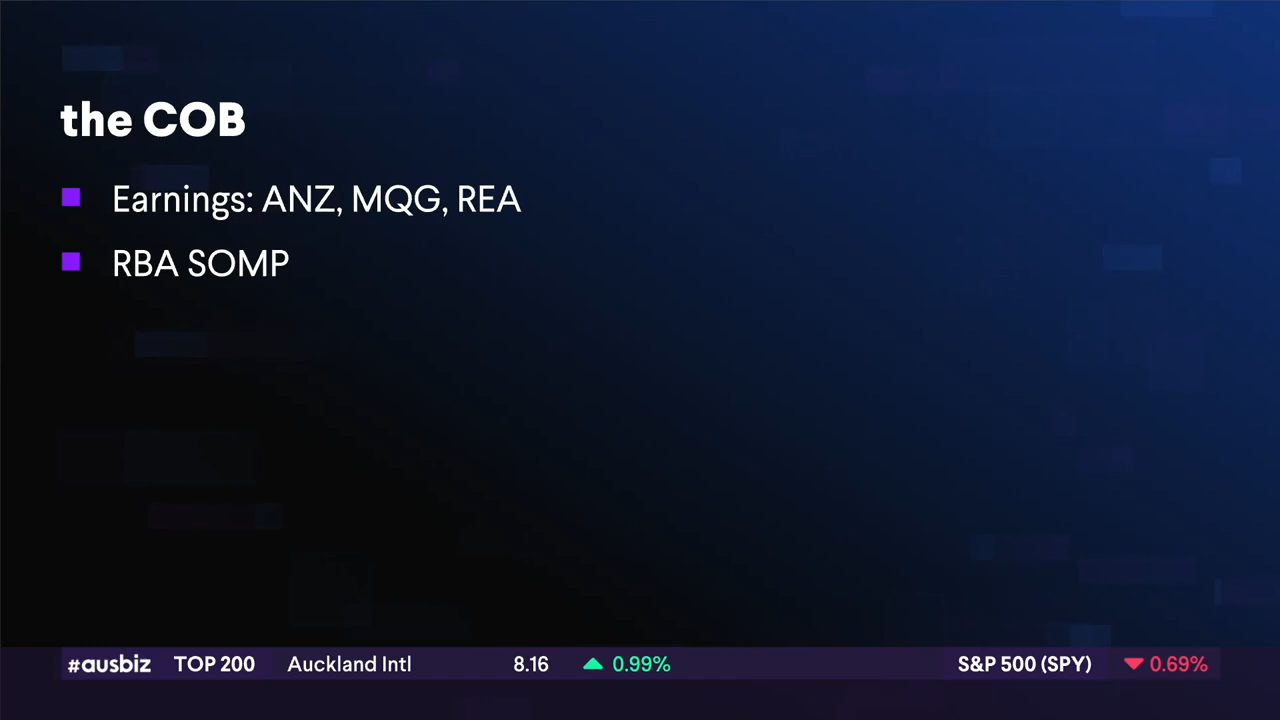 the COB
Earnings: ANZ, MQG, REA
RBA SOMP
#ausbiz TOP 200 Auckland Intl 8.16 0.99% S&P 500 (SPY) 0.69%